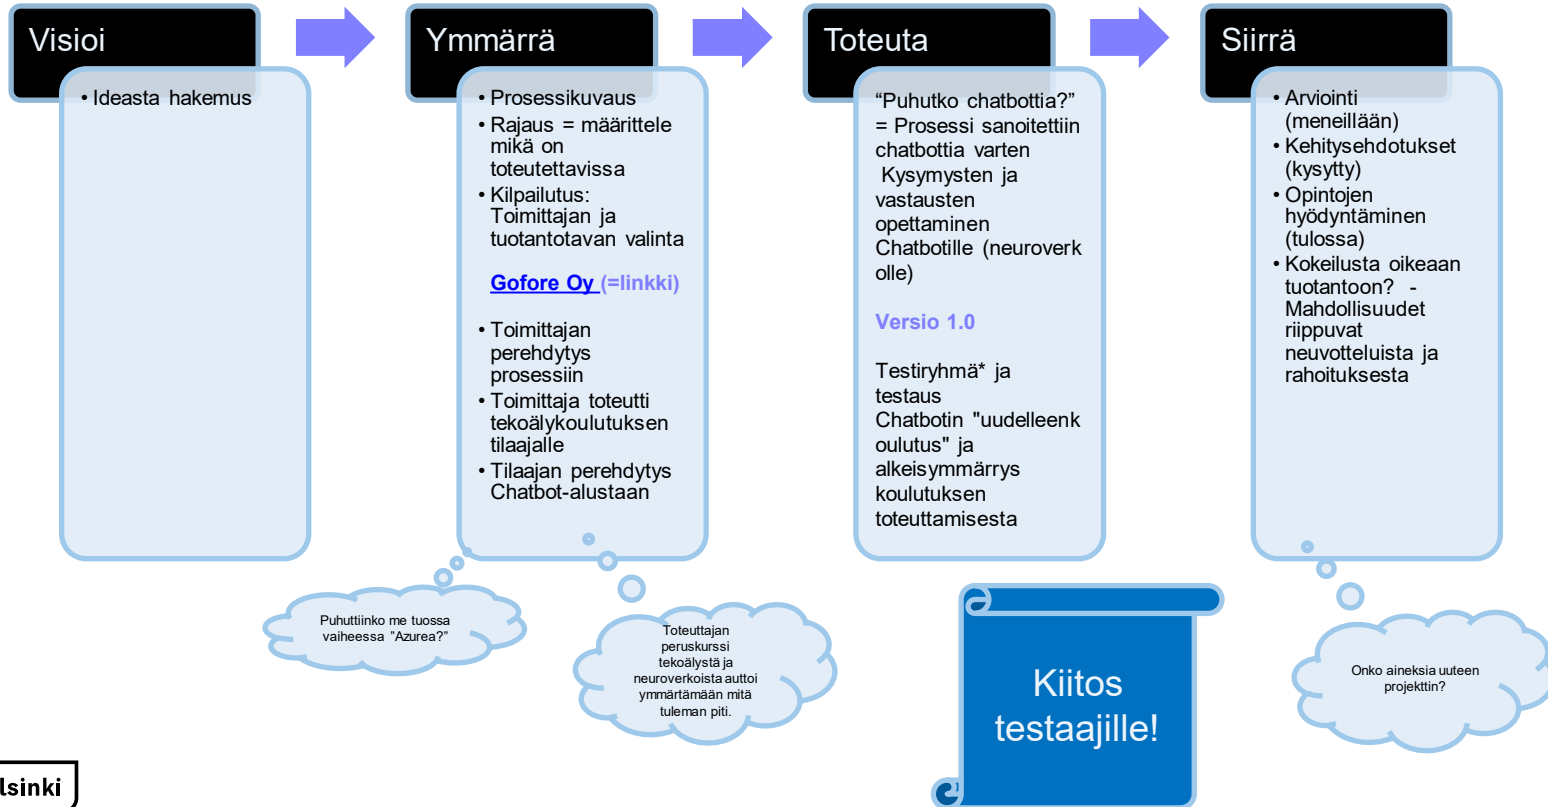 Visioi
• Ideasta hakemus
Ymmärrä
• Prosessikuvaus
• Rajaus = määrittele
mikä on
toteutettavissa
• Kilpailutus:
Toimittajan ja
tuotantotavan valinta
Gofore Oy (=linkki)
• Toimittajan
perehdytys
prosessiin
• Toimittaja toteutti
tekoälykoulutuksen
tilaajalle
• Tilaajan perehdytys
Chatbot-alustaan
Toteuta
“Puhutko chatbottia?”
= Prosessi sanoitettiin
chatbottia varten
Kysymysten ja
vastausten
opettaminen
Chatbotille (neuroverk
olle)
Versio 1.0
Testiryhmä* ja
testaus
Chatbotin "uudelleenk
oulutus" ja
alkeisymmärrys
koulutuksen
toteuttamisesta
Siirrä
• Arviointi
(meneillään)
• Kehitysehdotukset
(kysytty)
• Opintojen
hyödyntäminen
(tulossa)
• Kokeilusta oikeaan
tuotantoon? -
Mahdollisuudet
riippuvat
neuvotteluista ja
rahoituksesta
Puhuttiinko me tuossa
vaiheessa "Azurea?"
Toteuttajan
peruskurssi
tekoälystä ja
neuroverkoista auttoi
ymmärtämään mitä
tuleman piti.
Kiitos
testaajille!
Onko aineksia uuteen
projekttin?
lsinki